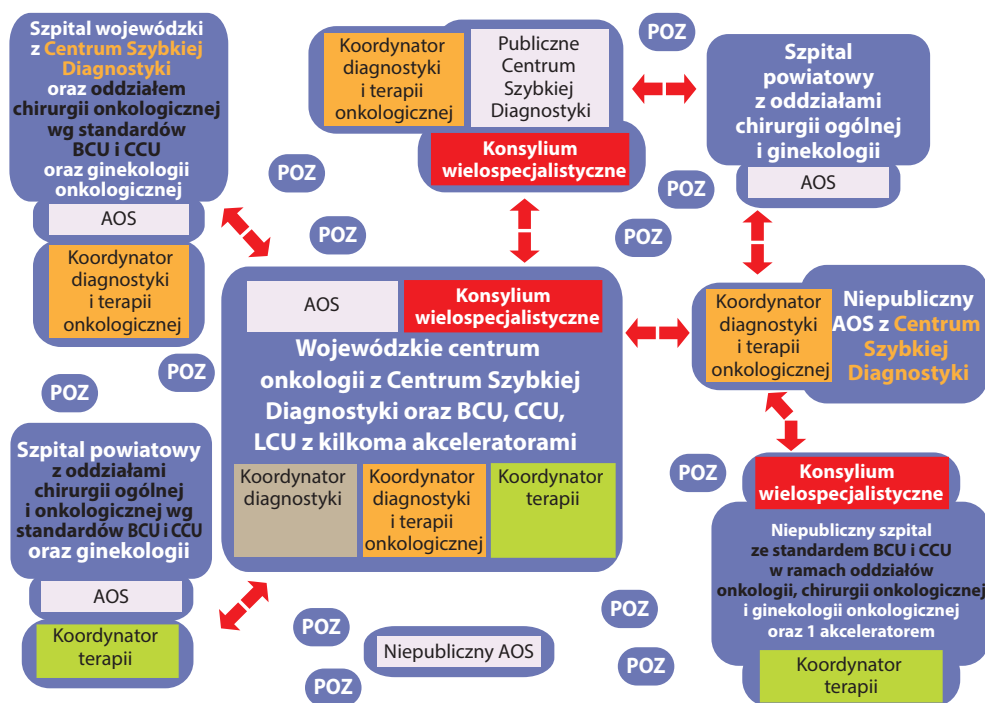 Szpital wojewódzki
z Centrum Szybkiej
Diagnostyki
oraz oddziałem
chirurgii onkologicznej
wg standardów
BCU i CCU
oraz ginekologii
onkologicznej
AOS
Koordynator
diagnostyki
i terapii
onkologicznej
Koordynator
diagnostyki
i terapii
onkologicznej
Publiczne
Centrum
Szybkiej
Diagnostyki
Konsylium
wielospecjalistyczne
POZ
Szpital
powiatowy
z oddziałami
chirurgii ogólnej
i ginekologii
AOS
POZ
POZ
POZ
POZ
AOS
Konsylium
wielospecjalistyczne
Wojewódzkie centrum
onkologii z Centrum Szybkiej
Diagnostyki oraz BCU, CCU,
LCU z kilkoma akceleratorami
Koordynator
diagnostyki
Koordynator
diagnostyki
i terapii
onkologicznej
Koordynator
terapii
Koordynator
diagnostyki
i terapii
onkologicznej
Niepubliczny
AOS z Centrum
Szybkiej
Diagnostyki
POZ
POZ
Szpital powiatowy
z oddziałami
chirurgii ogólnej
i onkologicznej wg
standardów BCU i CCU
oraz ginekologii
AOS
Koordynator
terapii
POZ
Konsylium
wielospecjalistyczne
Niepubliczny szpital
ze standardem BCU i CCU
w ramach oddziałów
onkologii, chirurgii onkologicznej
i ginekologii onkologicznej
oraz 1 akceleratorem
Koordynator
terapii
POZ
POZ
Niepubliczny AOS
POZ
POZ